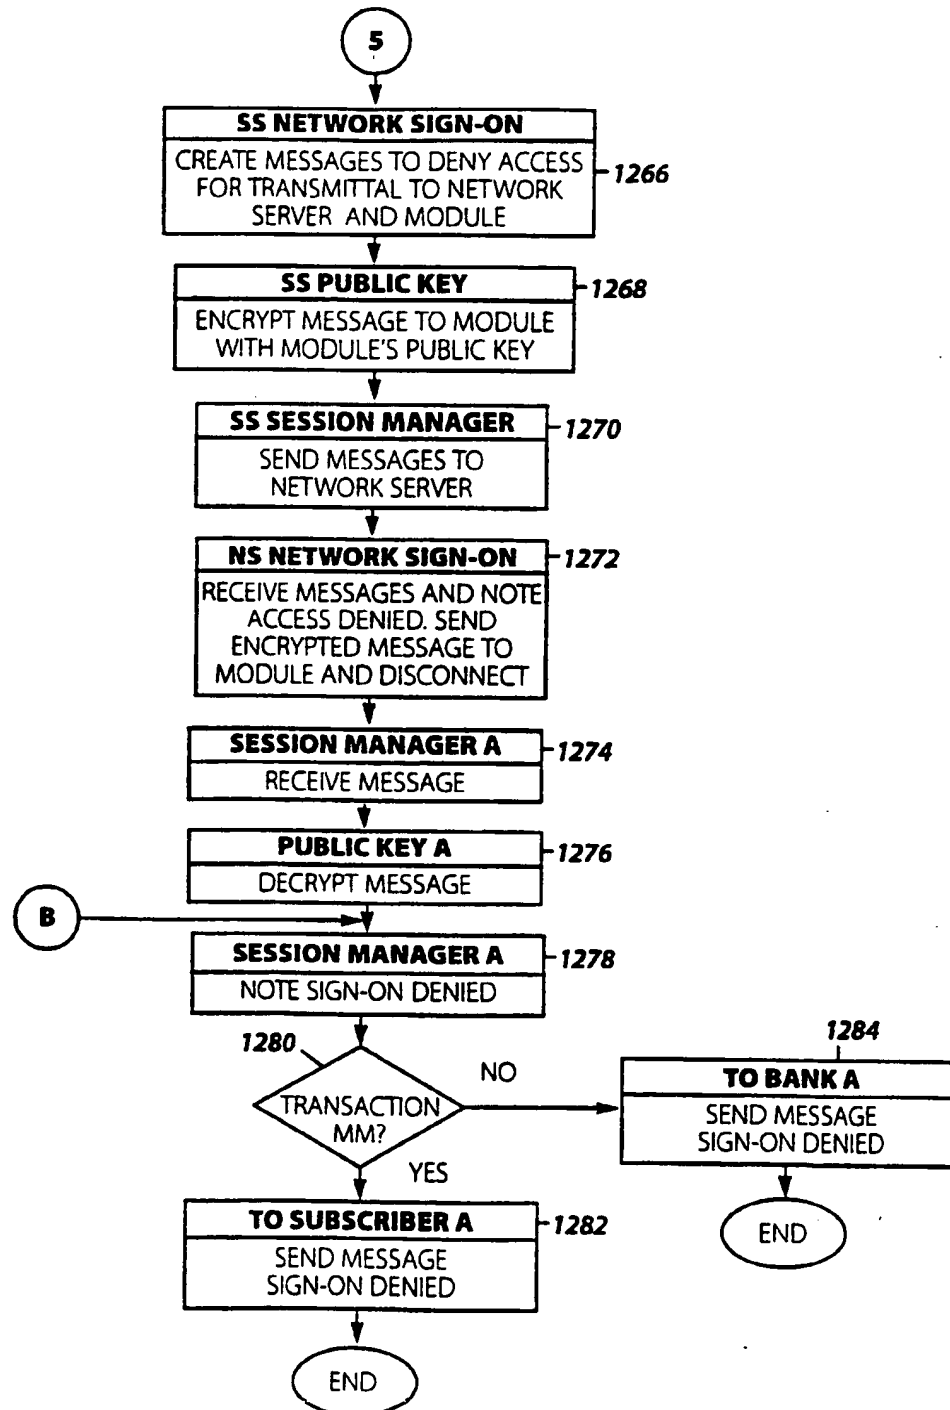 5
SS NETWORK SIGN-ON
CREATE MESSAGES TO DENY ACCESS
FOR TRANSMITTAL TO NETWORK
SERVER AND MODULE
1266
SS PUBLIC KEY
1268
ENCRYPT MESSAGE TO MODULE
WITH MODULE'S PUBLIC KEY
SS SESSION MANAGER
1270
SEND MESSAGES TO
NETWORK SERVER
NS NETWORK SIGN-ON
1272
RECEIVE MESSAGES AND NOTE
ACCESS DENIED. SEND
ENCRYPTED MESSAGE TO
MODULE AND DISCONNECT
SESSION MANAGER A
1274
RECEIVE MESSAGE
PUBLIC KEY A
1276
DECRYPT MESSAGE
B
SESSION MANAGER A
1278
NOTE SIGN-ON DENIED
1280
TRANSACTION
MM?
NO
YES
1284
TO BANK A
SEND MESSAGE
SIGN-ON DENIED
END
TO SUBSCRIBER A
1282
SEND MESSAGE
SIGN-ON DENIED
END